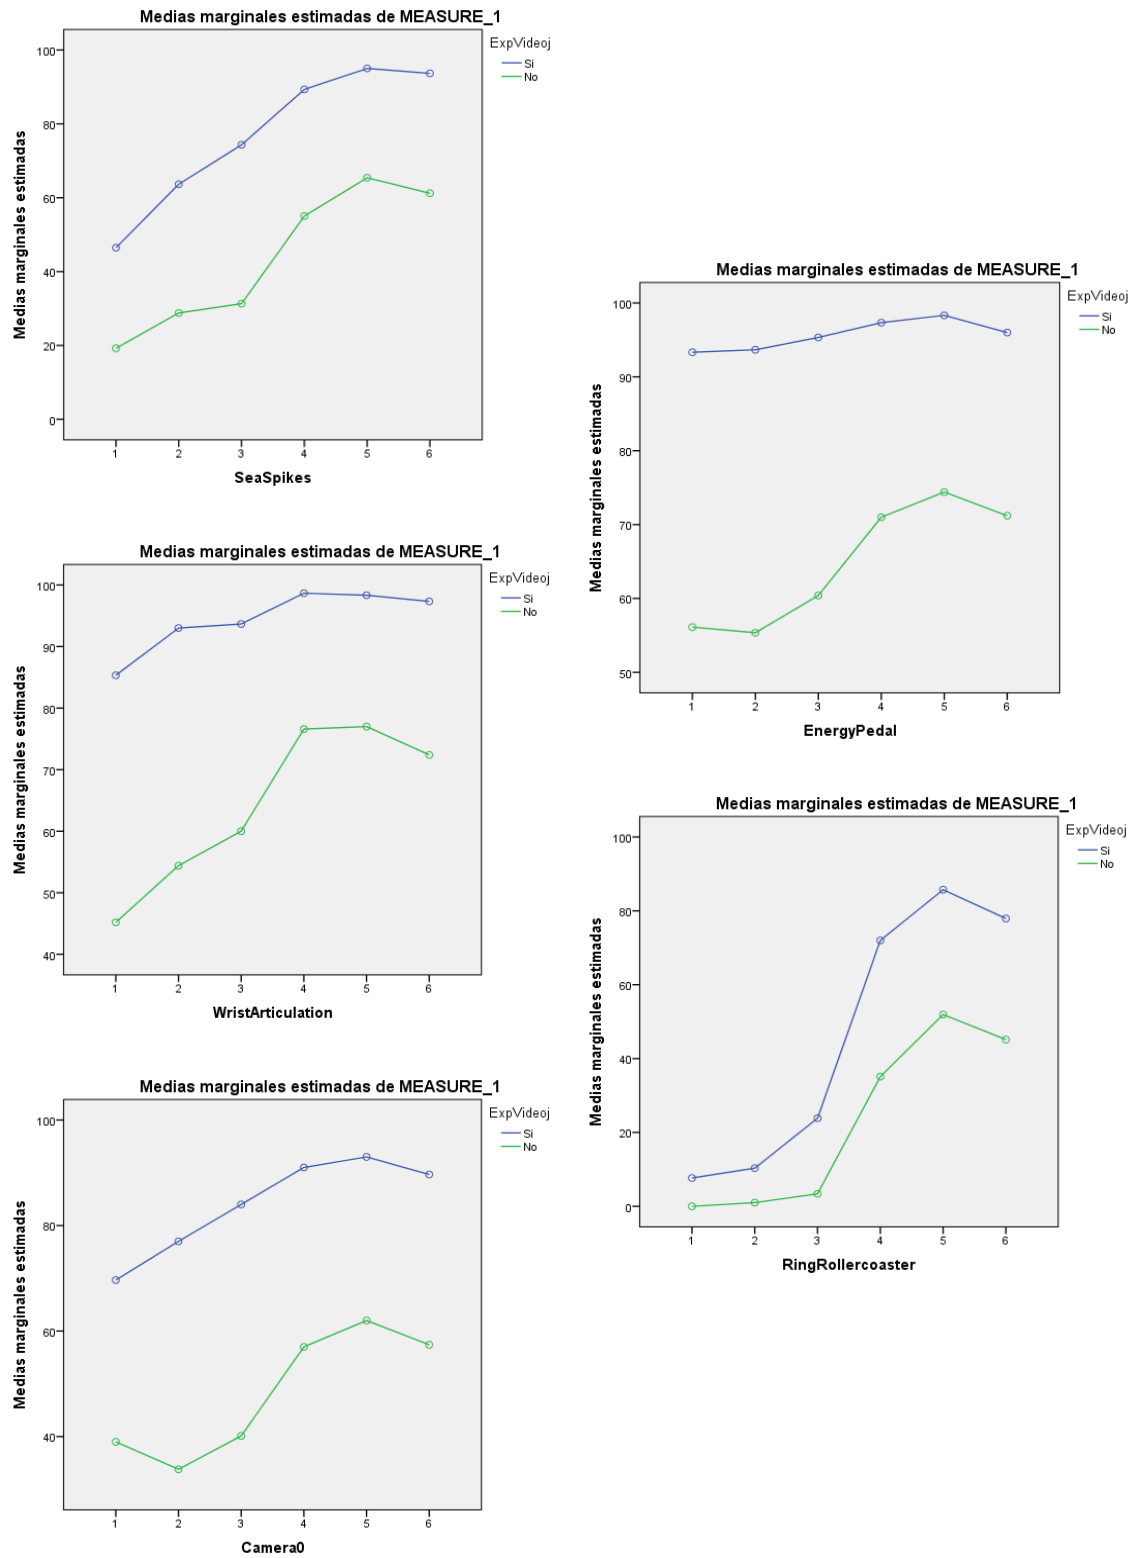 Medias marginales estimadas de MEASURE_1
ExpVideoj
Si
No
Medias marginales estimadas
100
80
60
40
20
0
1 2 3 4 5 6
SeaSpikes
Medias marginales estimadas de MEASURE_1
ExpVideoj
Si
No
Medias marginales estimadas
100
90
80
70
60
50
40
1 2 3 4 5 6
WristArticulation
Medias marginales estimadas de MEASURE_1
ExpVideoj
Si
No
Medias marginales estimadas
100
80
60
40
1 2 3 4 5 6
Camera0
Medias marginales estimadas de MEASURE_1
ExpVideoj
Si
No
Medias marginales estimadas
100
90
80
70
60
50
1 2 3 4 5 6
EnergyPedal
Medias marginales estimadas de MEASURE_1
ExpVideoj
Si
No
Medias marginales estimadas
100
80
60
40
20
0
1 2 3 4 5 6
RingRollercoaster